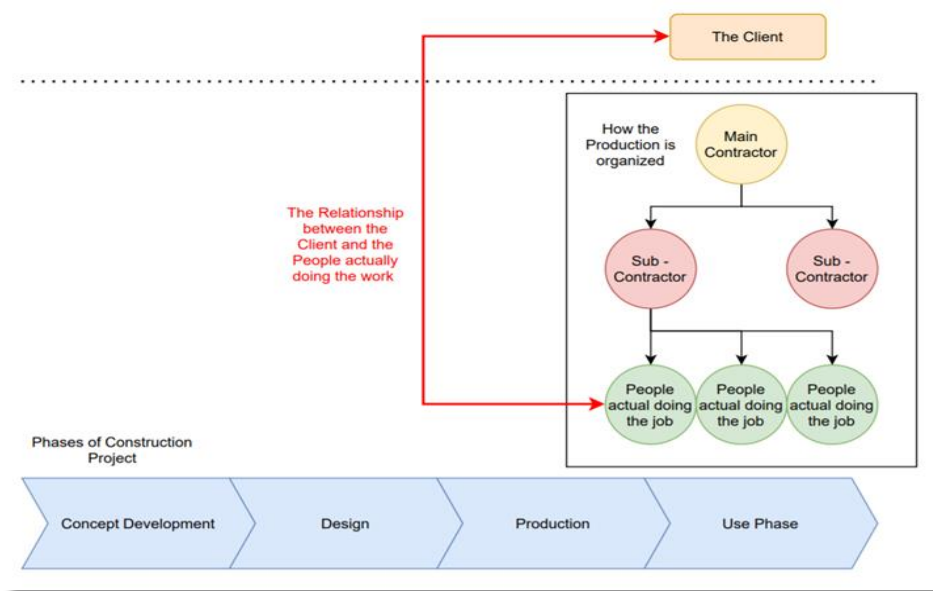 The Client
How the
Production is
organized
Main
Contractor
The Relationship
between the
Client and the
People actually
doing the work
Sub -
Contractor
Sub -
Contractor
People
actual doing
the job
People
actual doing
the job
People
actual doing
the job
Phases of Construction
Project
Concept Development
Design
Production
Use Phase